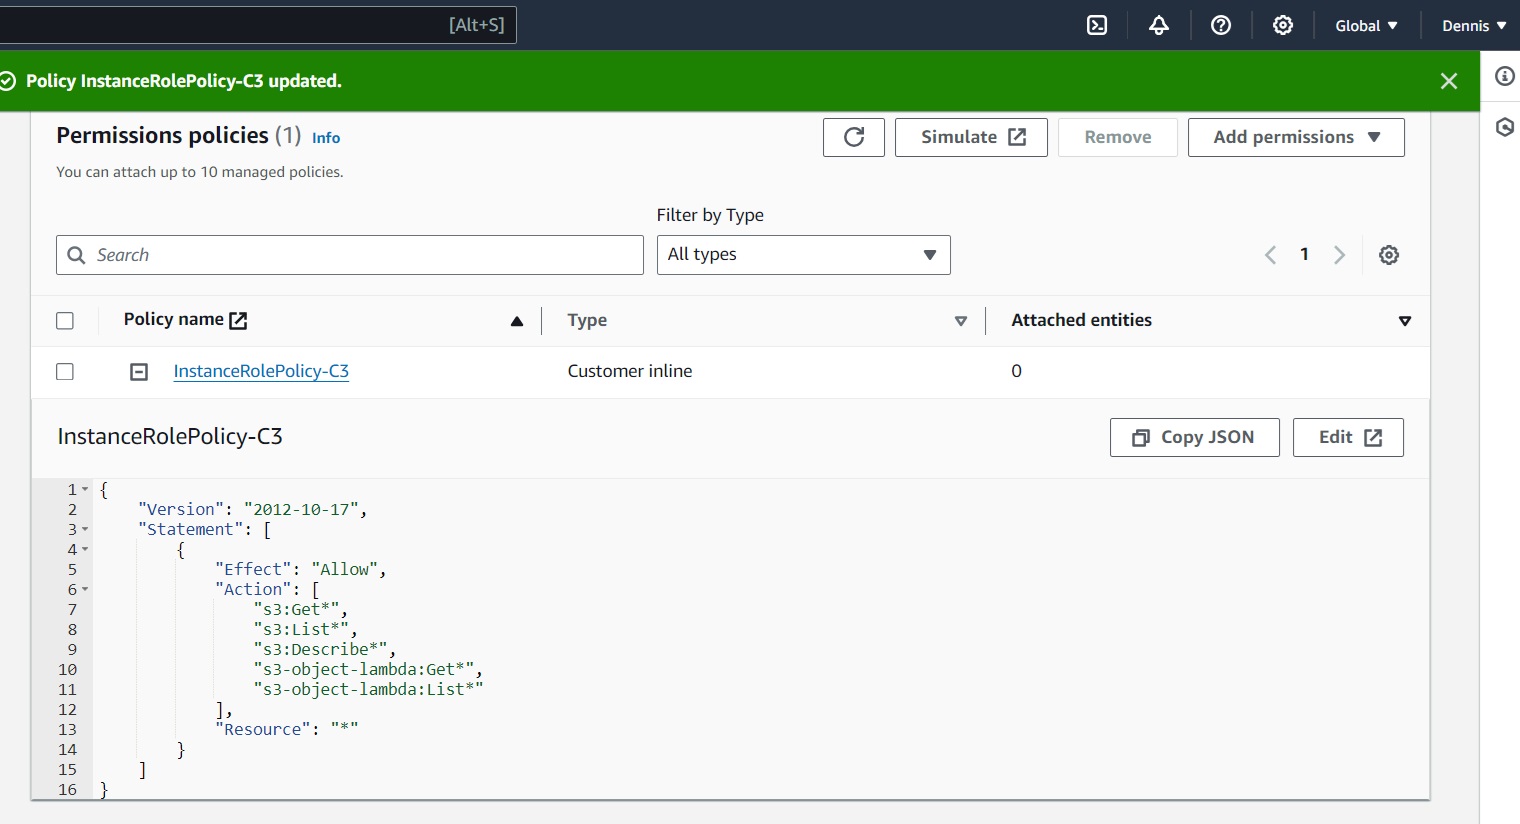 [Alt+S]
Global
Dennis
Policy InstanceRolePolicy-C3 updated.
Permissions policies (1) Info
Simulate
Remove
Add permissions
You can attach up to 10 managed policies.
Filter by Type
Search
All types
1
Policy name
Type
Attached entities
InstanceRolePolicy-C3
Customer inline
0
InstanceRolePolicy-C3
Copy JSON
Edit
1 {
2     "Version": "2012-10-17",
3     "Statement": [
4         {
5             "Effect": "Allow",
6             "Action": [
7                 "s3:Get*",
8                 "s3:List*",
9                 "s3:Describe*",
10                 "s3-object-lambda:Get*",
11                 "s3-object-lambda:List*"
12             ],
13             "Resource": "*"
14         }
15     ]
16 }